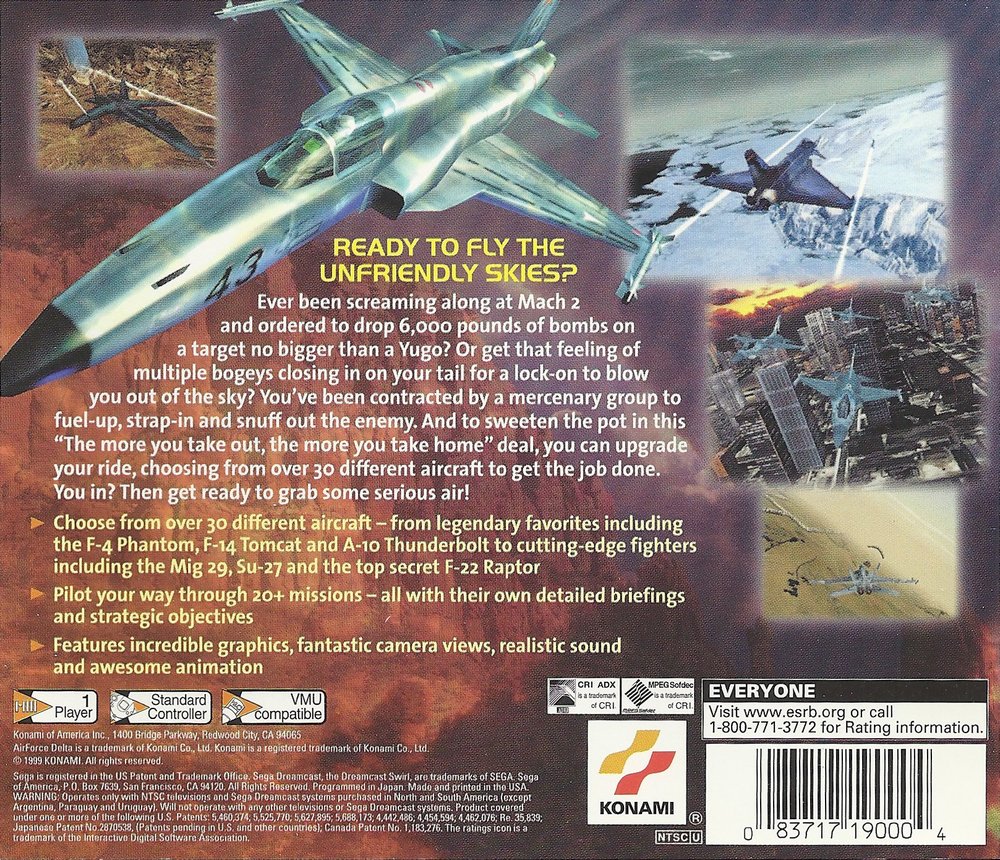 43
READY TO FLY THE
UNFRIENDLY SKIES?
Ever been screaming along at Mach 2
and ordered to drop 6,000 pounds of bombs on
a target no bigger than a Yugo? Or get that feeling of
multiple bogeys closing in on your tail for a lock-on to blow
you out of the sky? You've been contracted by a mercenary group to
fuel-up, strap-in and snuff out the enemy. And to sweeten the pot in this
“The more you take out, the more you take home” deal, you can upgrade
your ride, choosing from over 30 different aircraft to get the job done.
You in? Then get ready to grab some serious air!
Choose from over 30 different aircraft – from legendary favorites including
the F-4 Phantom, F-14 Tomcat and A-10 Thunderbolt to cutting-edge fighters
including the Mig 29, Su-27 and the top secret F-22 Raptor
Pilot your way through 20+ missions – all with their own detailed briefings
and strategic objectives
Features incredible graphics, fantastic camera views, realistic sound
and awesome animation
1
Player
Standard
Controller
VMU
compatible
CRI ADX
is a trademark
of CRI.
MPEG Sofdec
is a trademark
of CRI.
EVERYONE
Visit www.esrb.org or call
1-800-771-3772 for Rating information.
Konami of America Inc., 1400 Bridge Parkway, Redwood City, CA 94065
AirForce Delta is a trademark of Konami Co., Ltd. Konami is a registered trademark of Konami Co., Ltd.
© 1999 KONAMI. All rights reserved.
Sega is registered in the US Patent and Trademark Office. Sega Dreamcast, the Dreamcast Swirl, are trademarks of SEGA. Sega
of America, P.O. Box 7639, San Francisco, CA 94120. All Rights Reserved. Programmed in Japan. Made and printed in the USA.
WARNING: Operates only with NTSC televisions and Sega Dreamcast systems purchased in North and South America (except
Argentina, Paraguay and Uruguay). Will not operate with any other televisions or Sega Dreamcast systems. Product covered
under one or more of the following U.S. Patents: 5,460,374; 5,525,770; 5,627,895; 5,688,173; 4,442,486; 4,454,594; 4,462,076; Re. 35,839;
Japanese Patent No. 2870538, (Patents pending in U.S. and other countries); Canada Patent No. 1,183,276. The ratings icon is a
trademark of the Interactive Digital Software Association.
KONAMI
®
NTSC U
0 83717 19000 4